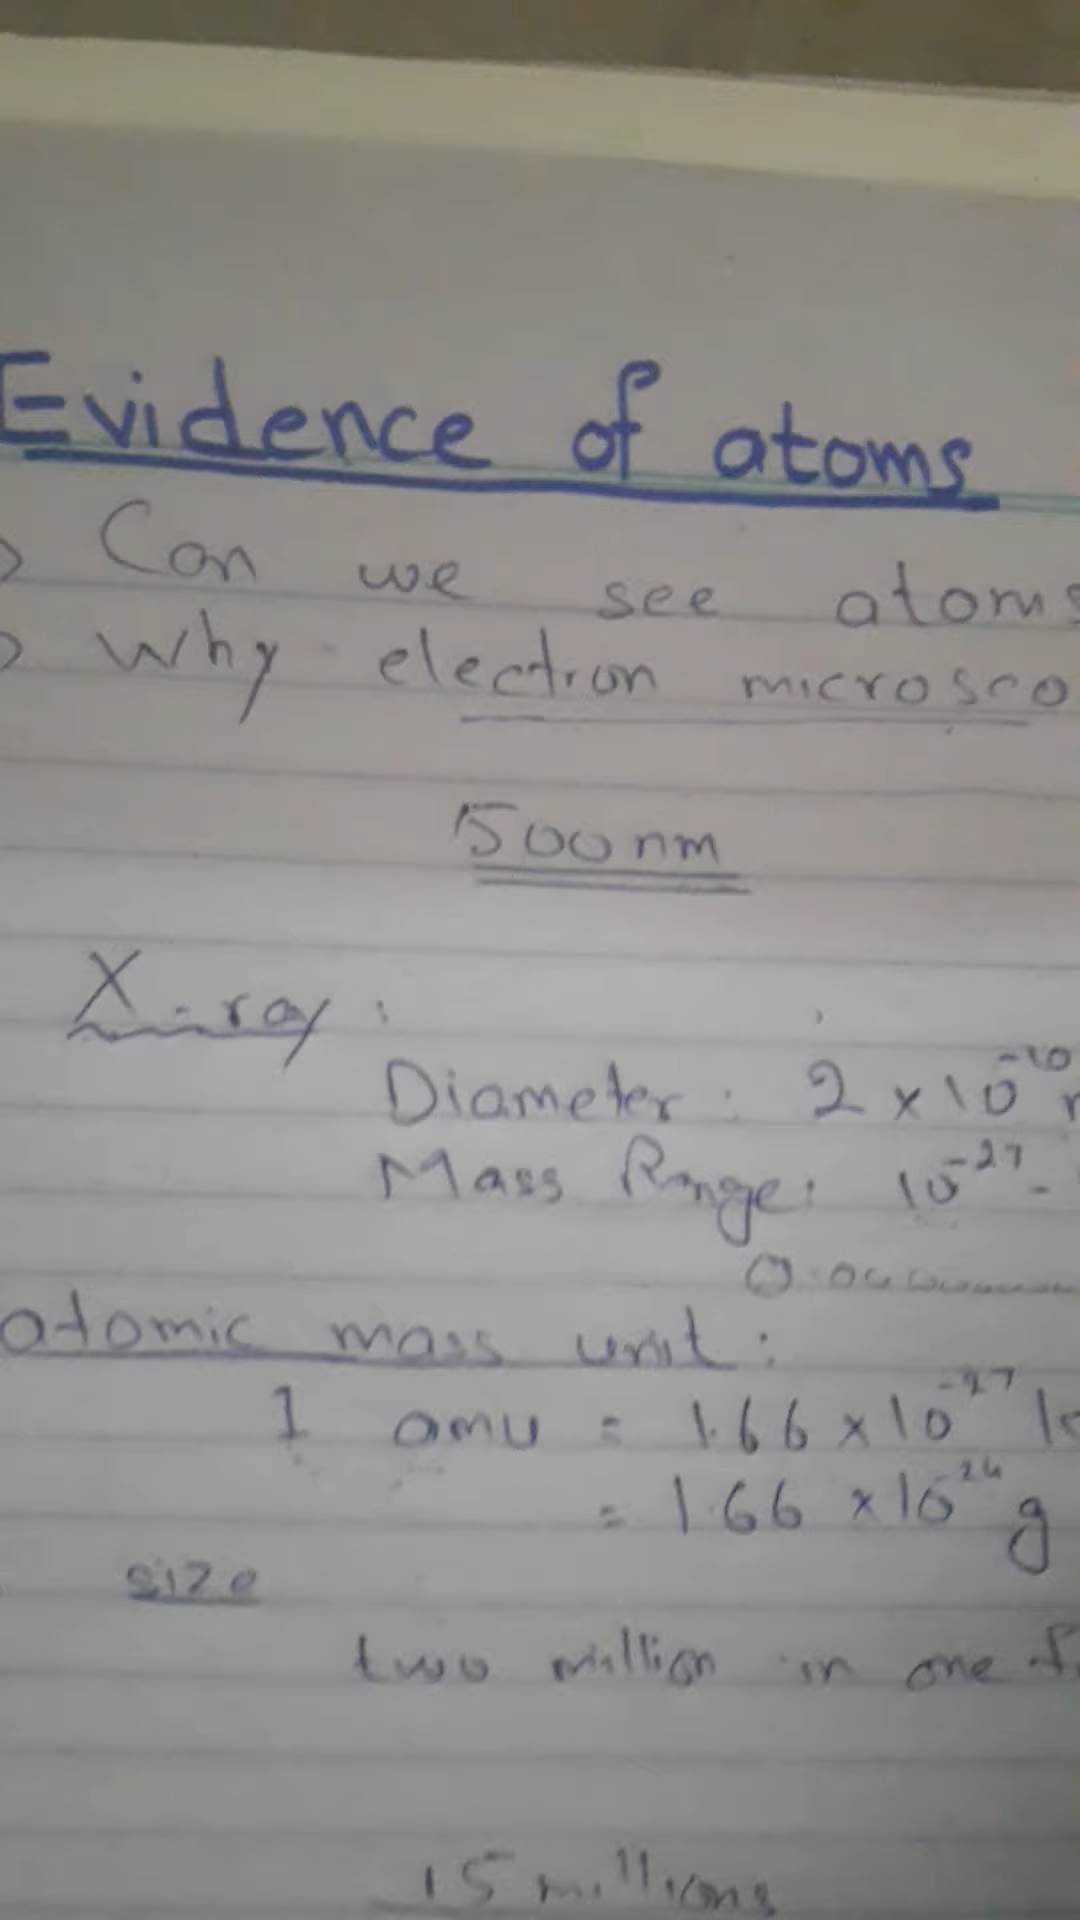 Evidence of atoms
> Can we see atoms
> Why electron microsco
500nm
X-ray :
Diameter : 2 x 10⁻¹⁰
Mass Range: 10⁻²⁷ -
atomic mass unit :
1 amu = 1.66 x 10⁻²⁷
= 1.66 x 10⁻²⁴ g
size
two million in one
15 millions